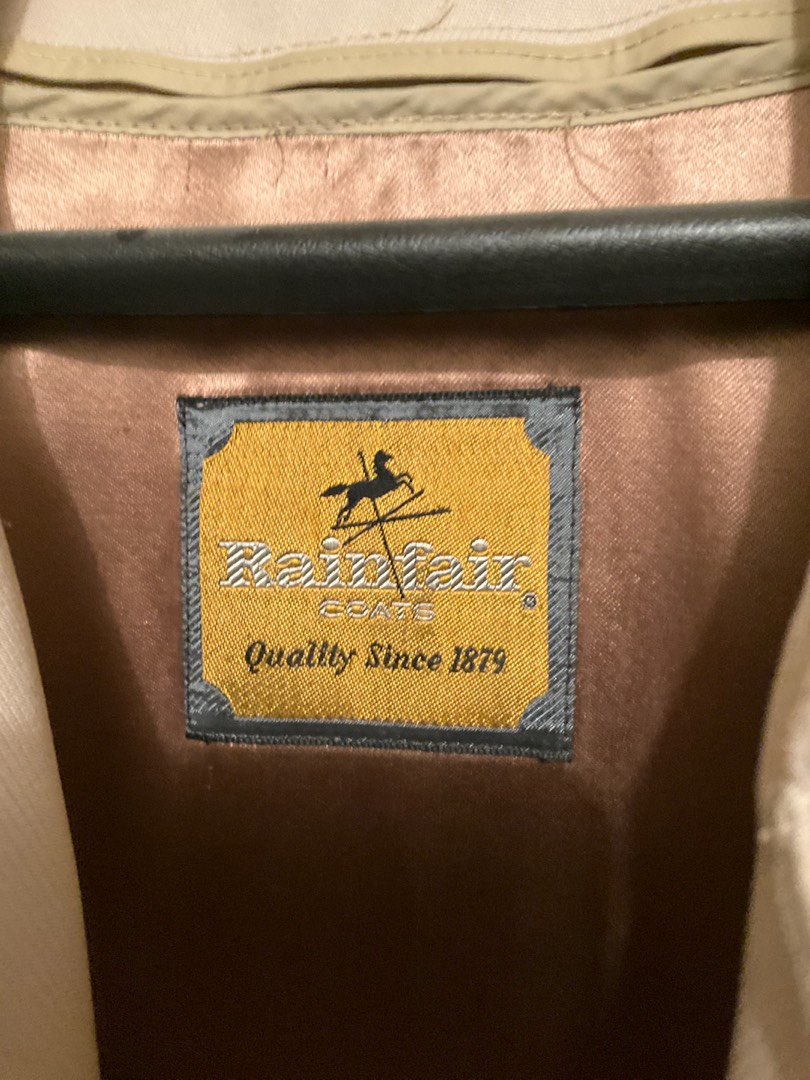 Rainfair®
COATS
Quality Since 1879